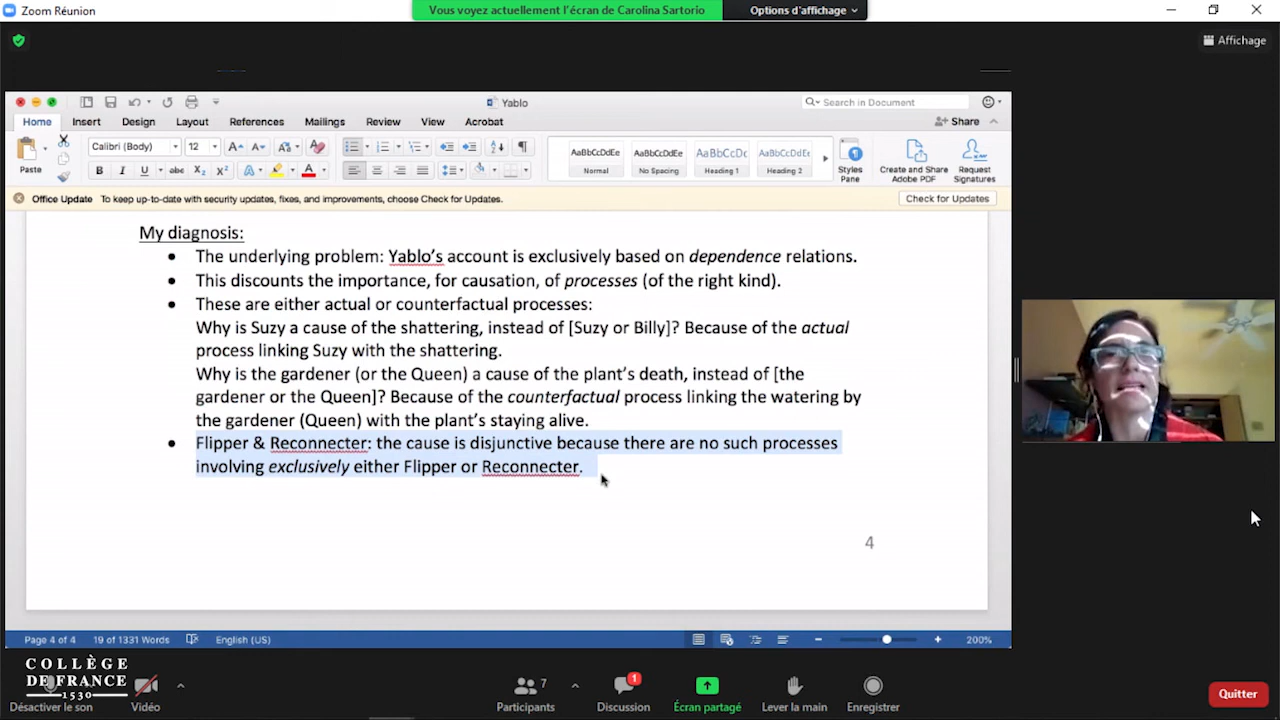 Zoom Réunion
Vous voyez actuellement l'écran de Carolina Sartorio
Options d'affichage
Affichage
Yablo
Search in Document
Home Insert Design Layout References Mailings Review View Acrobat
Share
Paste
Calibri (Body) 12
B I U abc X₂ X² A A
AaBbCcDdEe AaBbCcDdEe AaBbCcDc AaBbCcDdEe
Normal No Spacing Heading 1 Heading 2
Styles Pane
Create and Share Adobe PDF
Request Signatures
Office Update To keep up-to-date with security updates, fixes, and improvements, choose Check for Updates.
Check for Updates
My diagnosis:
• The underlying problem: Yablo's account is exclusively based on dependence relations.
• This discounts the importance, for causation, of processes (of the right kind).
• These are either actual or counterfactual processes:
Why is Suzy a cause of the shattering, instead of [Suzy or Billy]? Because of the actual
process linking Suzy with the shattering.
Why is the gardener (or the Queen) a cause of the plant's death, instead of [the
gardener or the Queen]? Because of the counterfactual process linking the watering by
the gardener (Queen) with the plant's staying alive.
• Flipper & Reconnecter: the cause is disjunctive because there are no such processes
involving exclusively either Flipper or Reconnecter.
4
Page 4 of 4 19 of 1331 Words English (US)
200%
COLLÈGE
DE FRANCE
1530
Désactiver le son
Vidéo
7
Participants
1
Discussion
Écran partagé
Lever la main
Enregistrer
Quitter